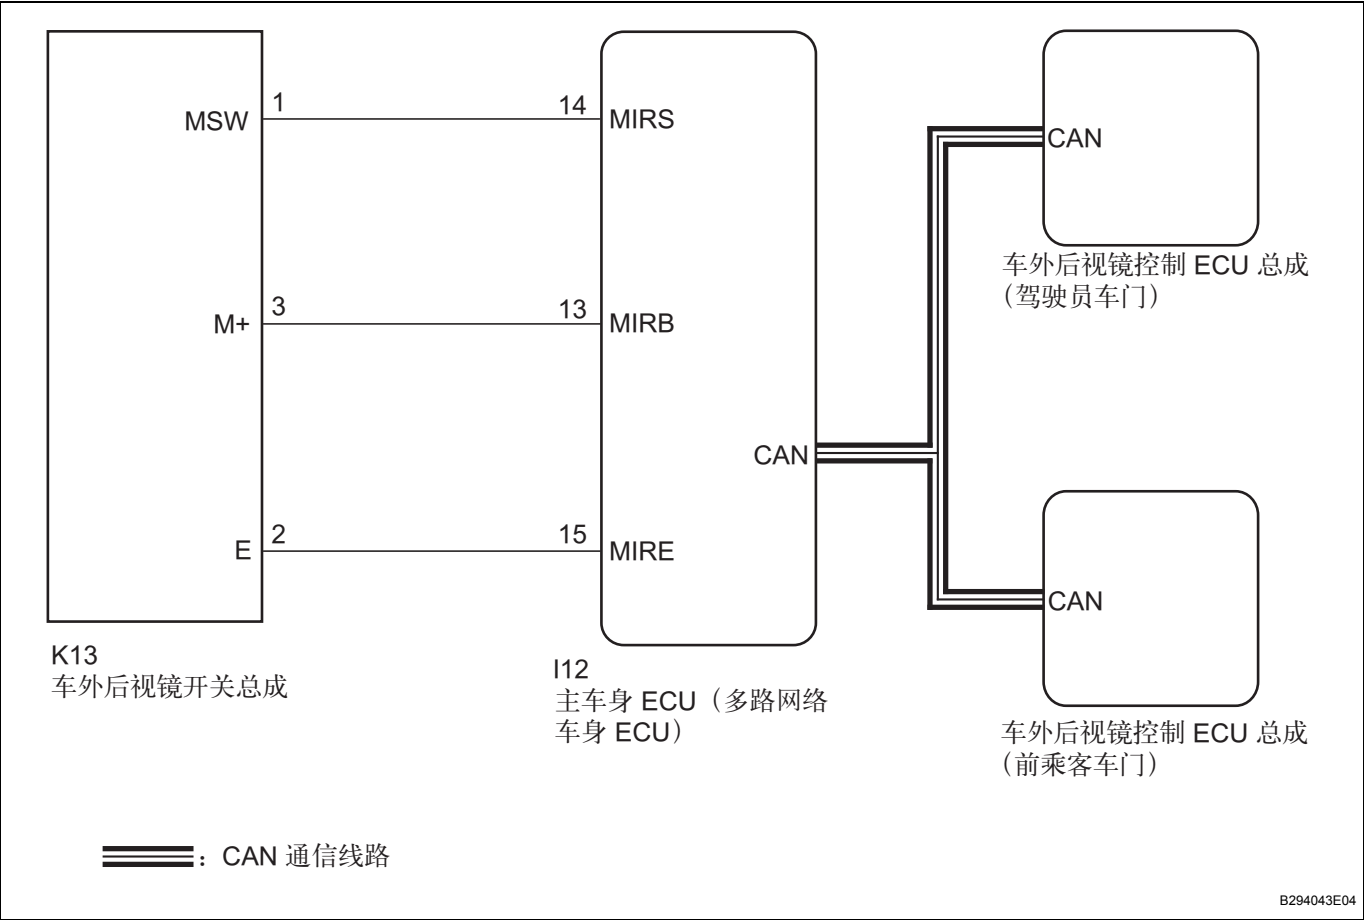 MSW
1
14
MIRS
CAN
车外后视镜控制 ECU 总成
（驾驶员车门）
M+
3
13
MIRB
CAN
E
2
15
MIRE
CAN
K13
车外后视镜开关总成
I12
主车身 ECU（多路网络
车身 ECU）
车外后视镜控制 ECU 总成
（前乘客车门）
：CAN 通信线路
B294043E04